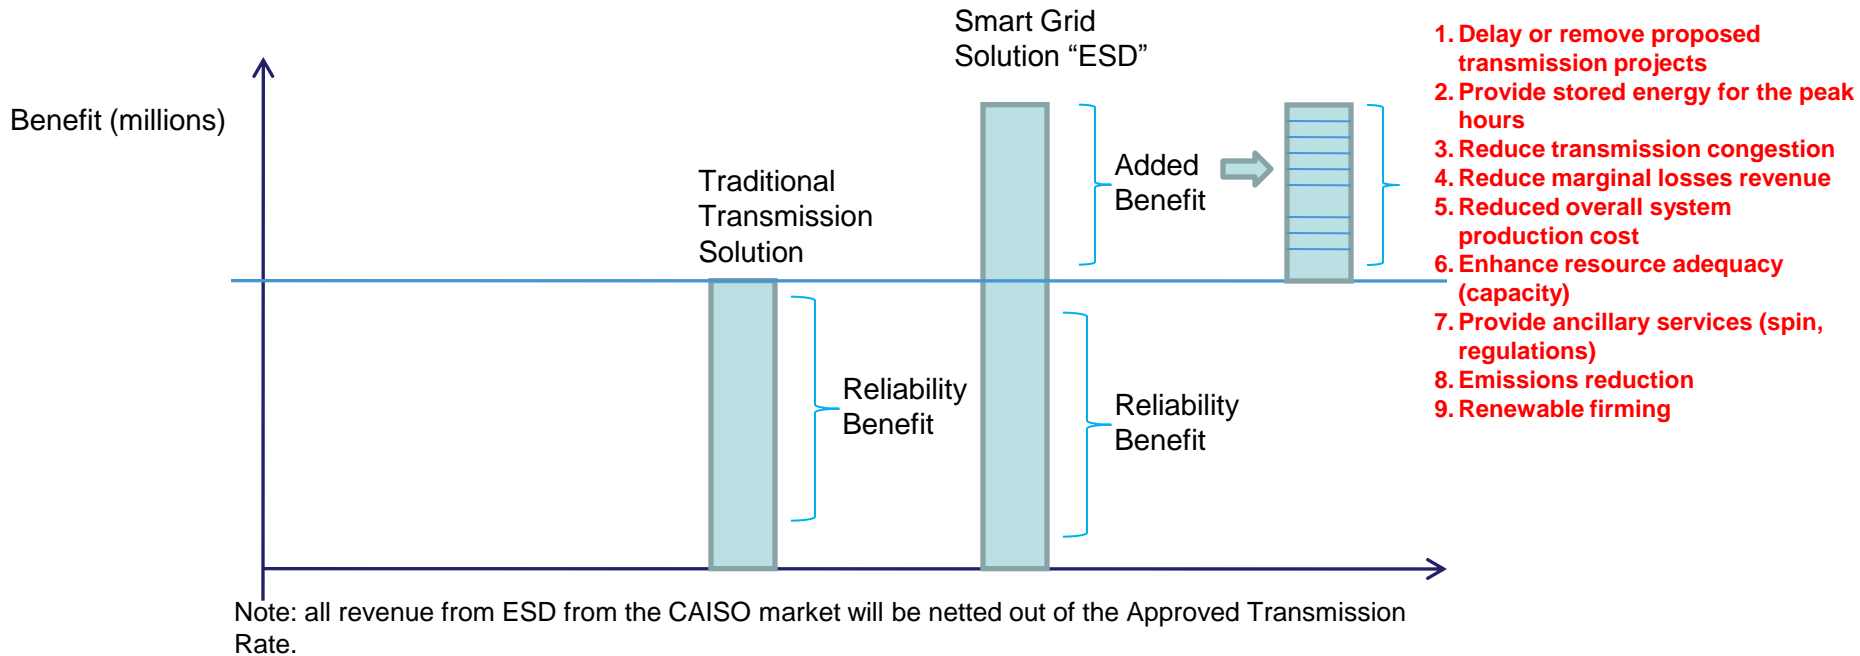 Smart Grid
Solution “ESD”
Benefit (millions)
Traditional
Transmission
Solution
Added
Benefit
Reliability
Benefit
Reliability
Benefit
1. Delay or remove proposed
transmission projects
2. Provide stored energy for the peak
hours
3. Reduce transmission congestion
4. Reduce marginal losses revenue
5. Reduced overall system
production cost
6. Enhance resource adequacy
(capacity)
7. Provide ancillary services (spin,
regulations)
8. Emissions reduction
9. Renewable firming
Note: all revenue from ESD from the CAISO market will be netted out of the Approved Transmission
Rate.